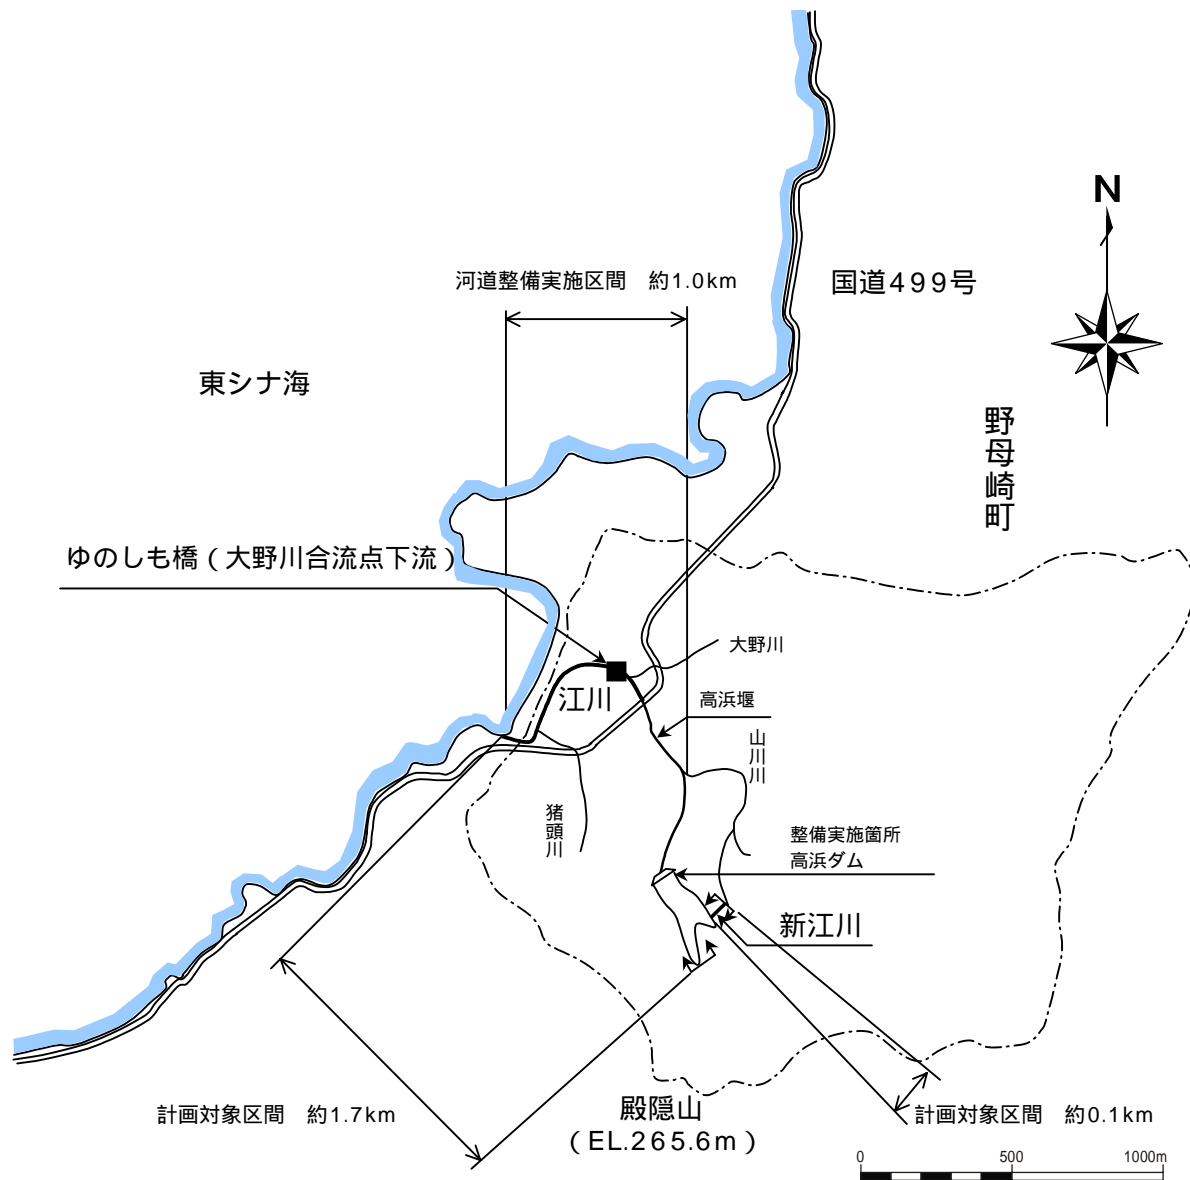 N
河道整備実施区間　約1.0km
国道499号
東シナ海
野母崎町
ゆのしも橋（大野川合流点下流）
大野川
江川
高浜堰
山川川
猪頭川
整備実施箇所
高浜ダム
新江川
計画対象区間　約1.7km
殿隠山
（EL.265.6m）
計画対象区間　約0.1km
0 500 1000m